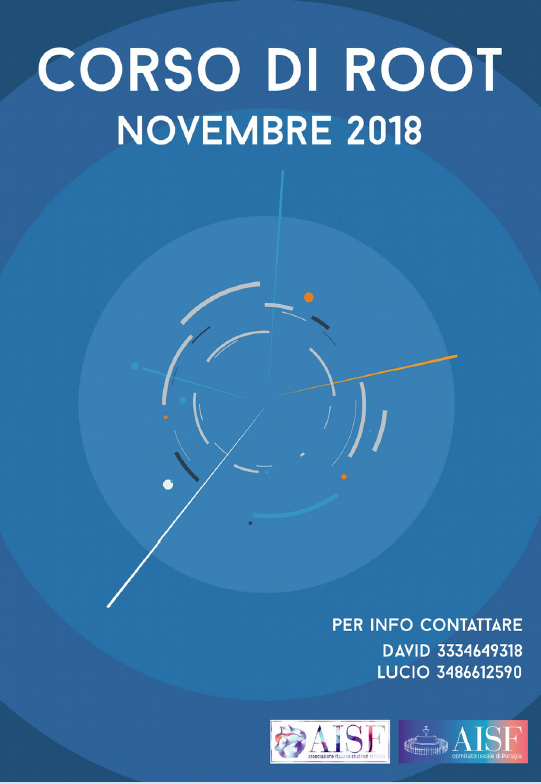 CORSO DI ROOT
NOVEMBRE 2018
PER INFO CONTATTARE
DAVID 3334649318
LUCIO 3486612590
AISF
associazione italiana studenti di fisica
AISF
comitato locale di Perugia